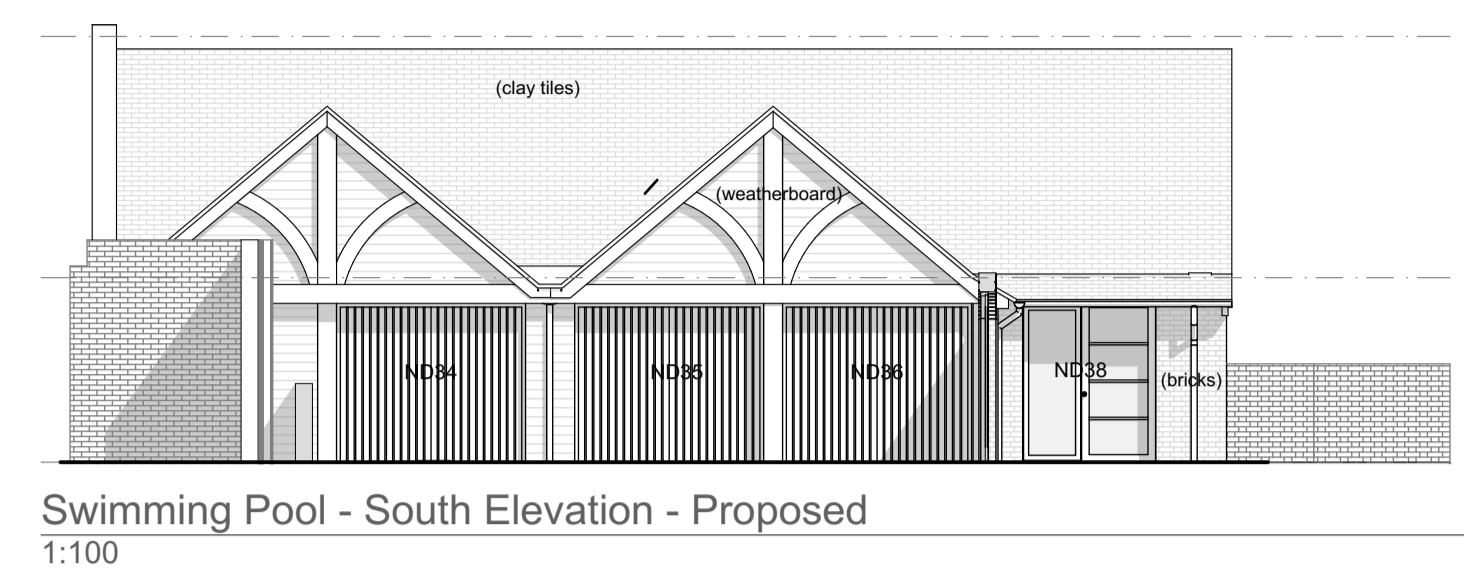 (clay tiles)
(weatherboard)
ND34
ND35
ND36
ND38
(bricks)
Swimming Pool - South Elevation - Proposed
1:100